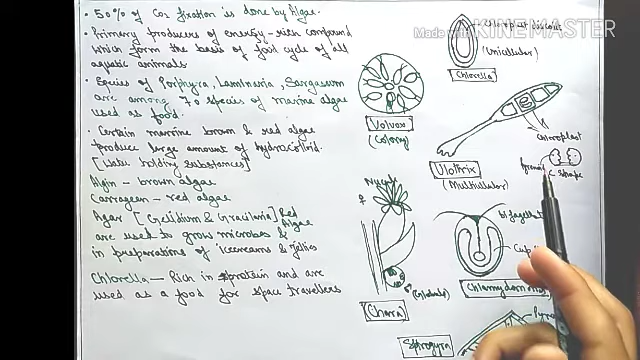 • 50% of CO2 fixation is done by Algae.
• Primary producers of energy-rich compound
which form the basis of food cycle of all
aquatic animals
• Species of Porphyra, Laminaria, Sargassum
are among 70 species of marine algae
used as food.
• Certain marine brown & red algae
produce large amount of hydrocolloid.
[Water holding substances]
Algin - brown algae
Carrageen - red algae
Agar [Gelidium & Gracilaria] Red
Algae
are used to grow microbes &
in preparations of icecreams & Jellies
Chlorella - Rich in protein and are
used as a food for space travellers
Volvox
(Colony)
Nucule
♀
(Globule)
Chara
Chloroplast
(Unicellular)
Chlorella
Chloroplast
C shape
Ulothrix
(Multicellular)
biflagellate
Cup
Chlamydomonas
Spirogyra
Made With
KINEMASTER